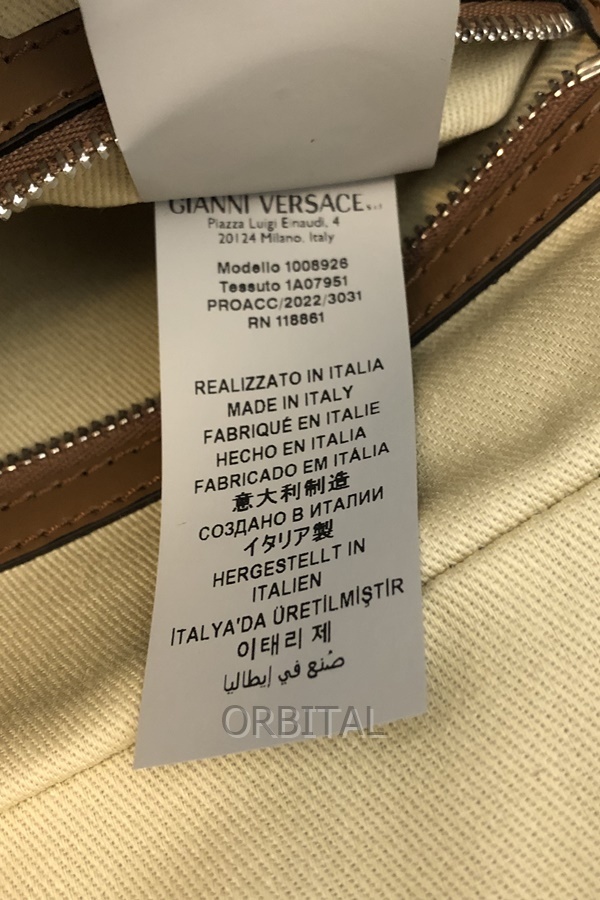 GIANNI VERSACE S.r.l
Piazza Luigi Einaudi, 4
20124 Milano, Italy
Modello 1008926
Tessuto 1A07951
PROACC/2022/3031
RN 118861
REALIZZATO IN ITALIA
MADE IN ITALY
FABRIQUÉ EN ITALIE
HECHO EN ITALIA
FABRICADO EM ITÁLIA
意大利制造
СОЗДАНО В ИТАЛИИ
イタリア製
HERGESTELLT IN
ITALIEN
İTALYA'DA ÜRETİLMİŞTİR
이태리 제
صُنع في إيطاليا
ORBITAL